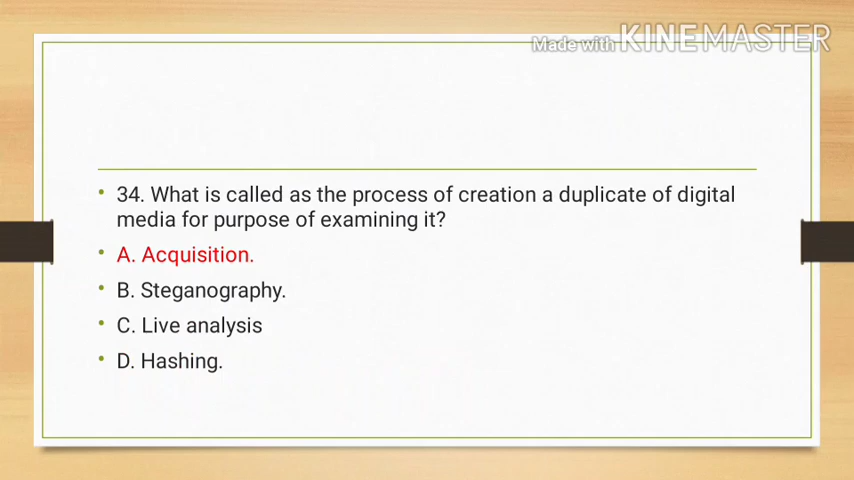 Made with KINEMASTER
• 34. What is called as the process of creation a duplicate of digital
media for purpose of examining it?
• A. Acquisition.
• B. Steganography.
• C. Live analysis
• D. Hashing.